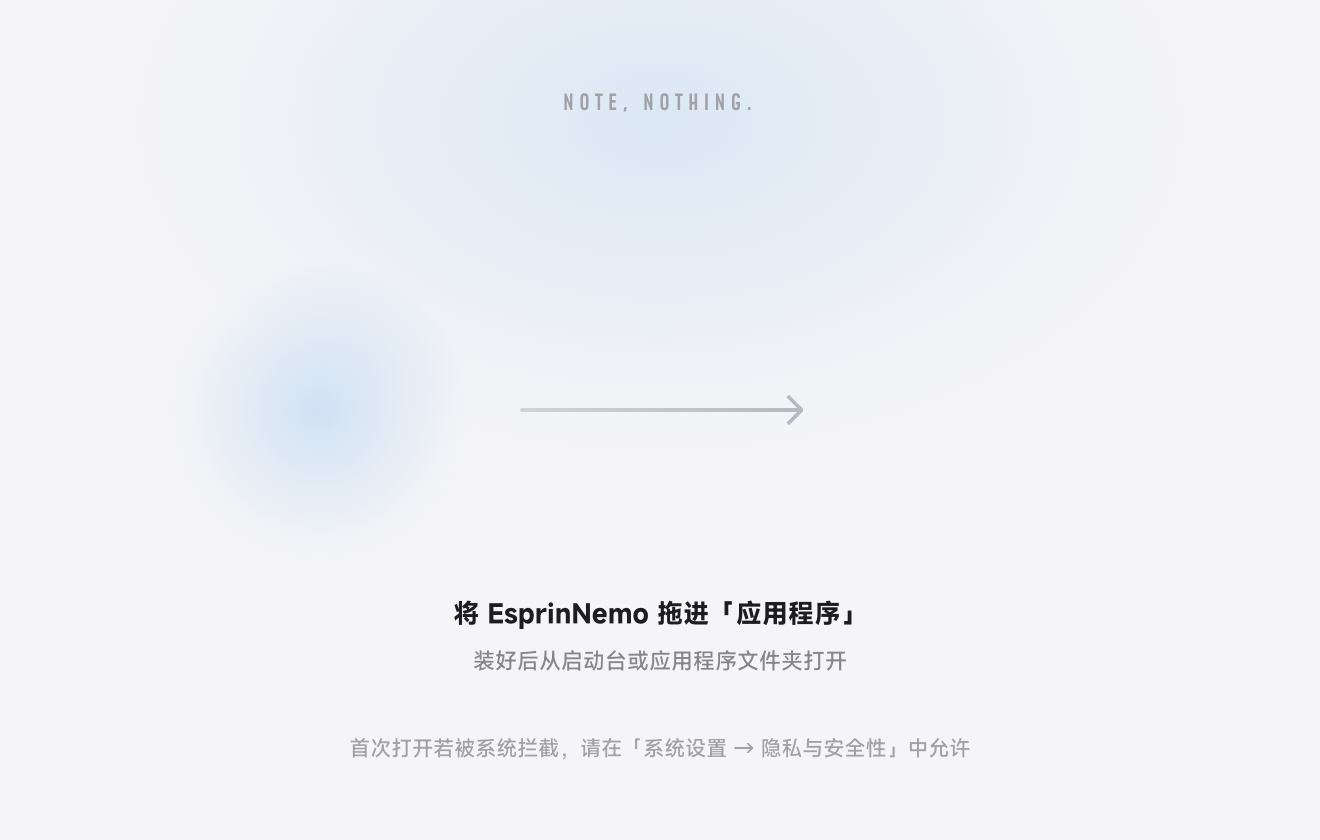 NOTE, NOTHING.
将 EsprinNemo 拖进「应用程序」
装好后从启动台或应用程序文件夹打开
首次打开若被系统拦截，请在「系统设置 → 隐私与安全性」中允许